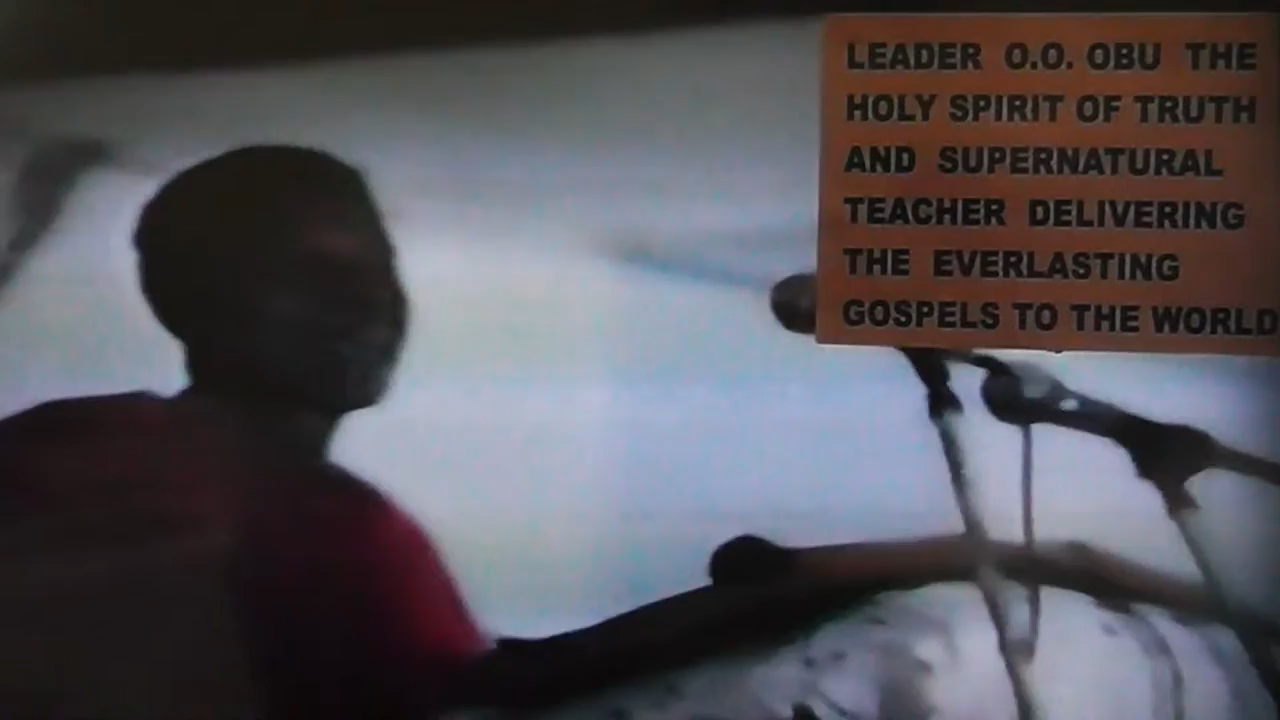 LEADER O.O. OBU THE
HOLY SPIRIT OF TRUTH
AND SUPERNATURAL
TEACHER DELIVERING
THE EVERLASTING
GOSPELS TO THE WORLD